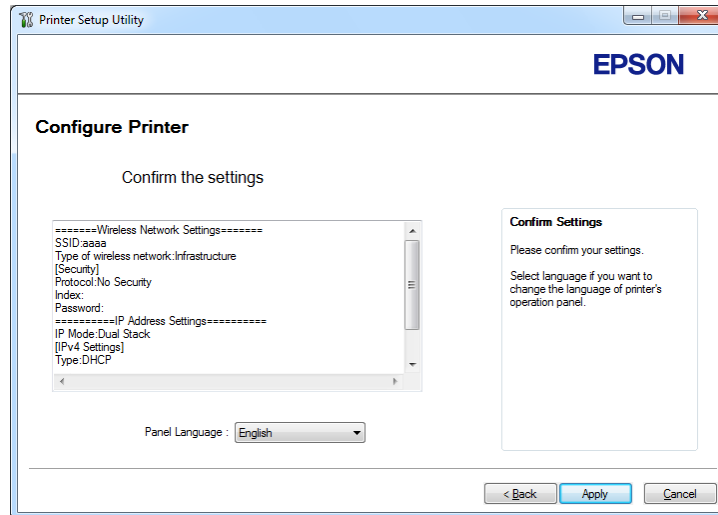 Printer Setup Utility
EPSON
Configure Printer
Confirm the settings
=======Wireless Network Settings=======
SSID:aaaa
Type of wireless network:Infrastructure
[Security]
Protocol:No Security
Index:
Password:
==========IP Address Settings==========
IP Mode:Dual Stack
[IPv4 Settings]
Type:DHCP
Confirm Settings
Please confirm your settings.
Select language if you want to
change the language of printer's
operation panel.
Panel Language : English
< Back Apply Cancel